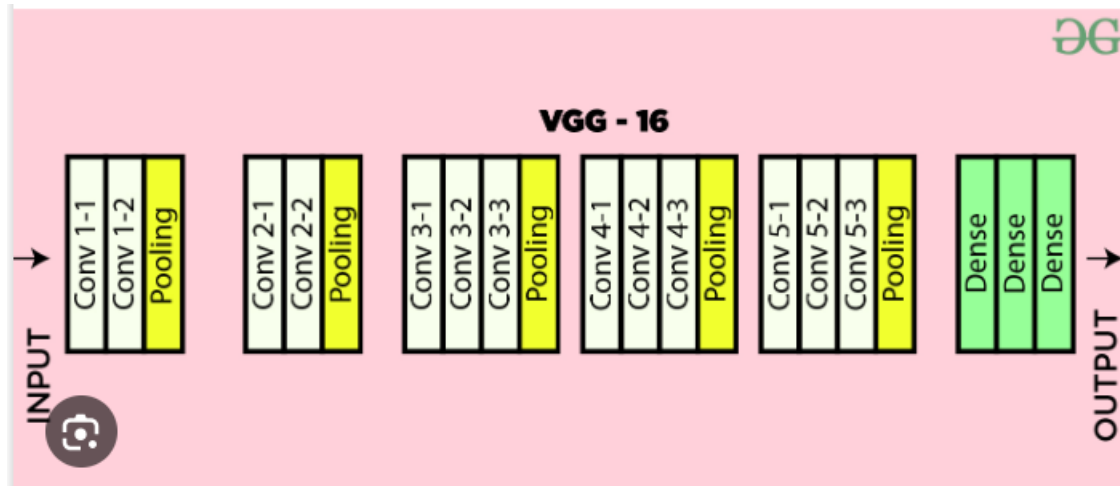 VGG - 16
INPUT
Conv 1-1
Conv 1-2
Pooling
Conv 2-1
Conv 2-2
Pooling
Conv 3-1
Conv 3-2
Conv 3-3
Pooling
Conv 4-1
Conv 4-2
Conv 4-3
Pooling
Conv 5-1
Conv 5-2
Conv 5-3
Pooling
Dense
Dense
Dense
OUTPUT